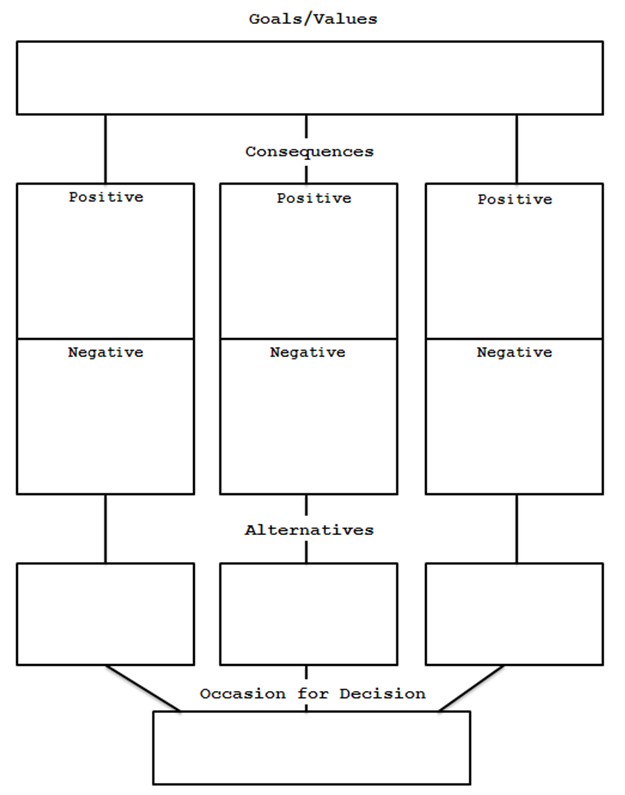 Goals/Values
Consequences
Positive
Positive
Positive
Negative
Negative
Negative
Alternatives
Occasion for Decision